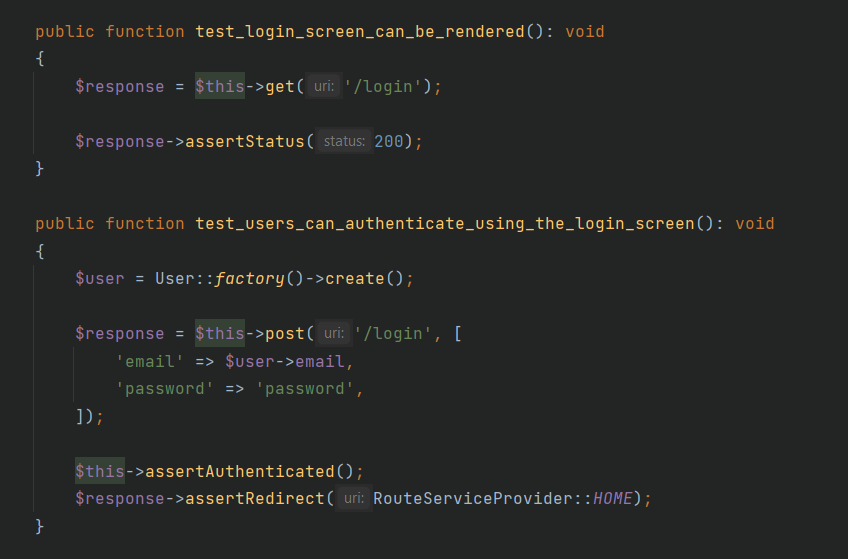 public function test_login_screen_can_be_rendered(): void
{
    $response = $this->get( uri: '/login');

    $response->assertStatus( status: 200);
}

public function test_users_can_authenticate_using_the_login_screen(): void
{
    $user = User::factory()->create();

    $response = $this->post( uri: '/login', [
        'email' => $user->email,
        'password' => 'password',
    ]);

    $this->assertAuthenticated();
    $response->assertRedirect( uri: RouteServiceProvider::HOME);
}